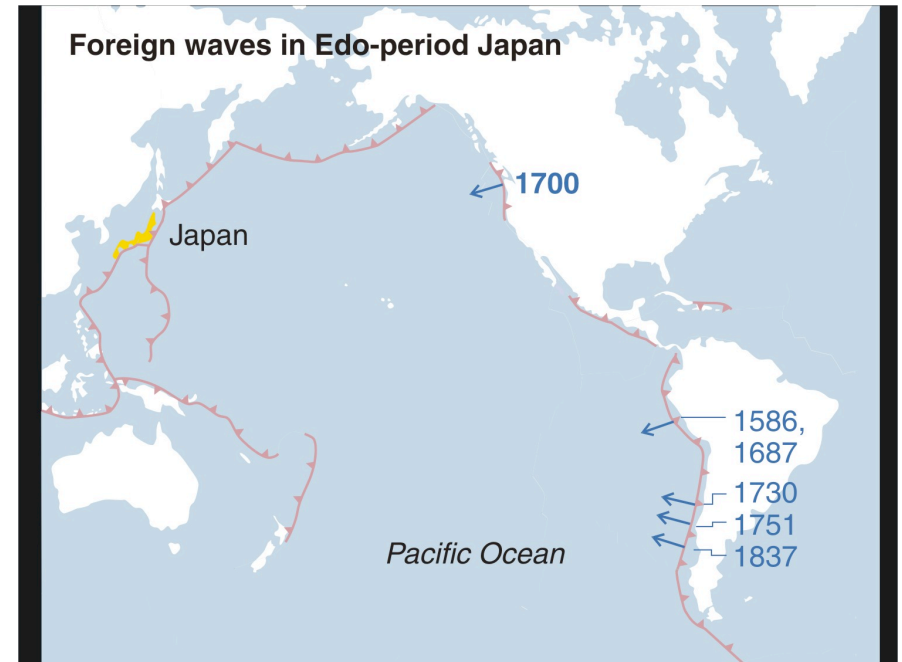 Foreign waves in Edo-period Japan
1700
Japan
1586,
1687
1730
1751
1837
Pacific Ocean